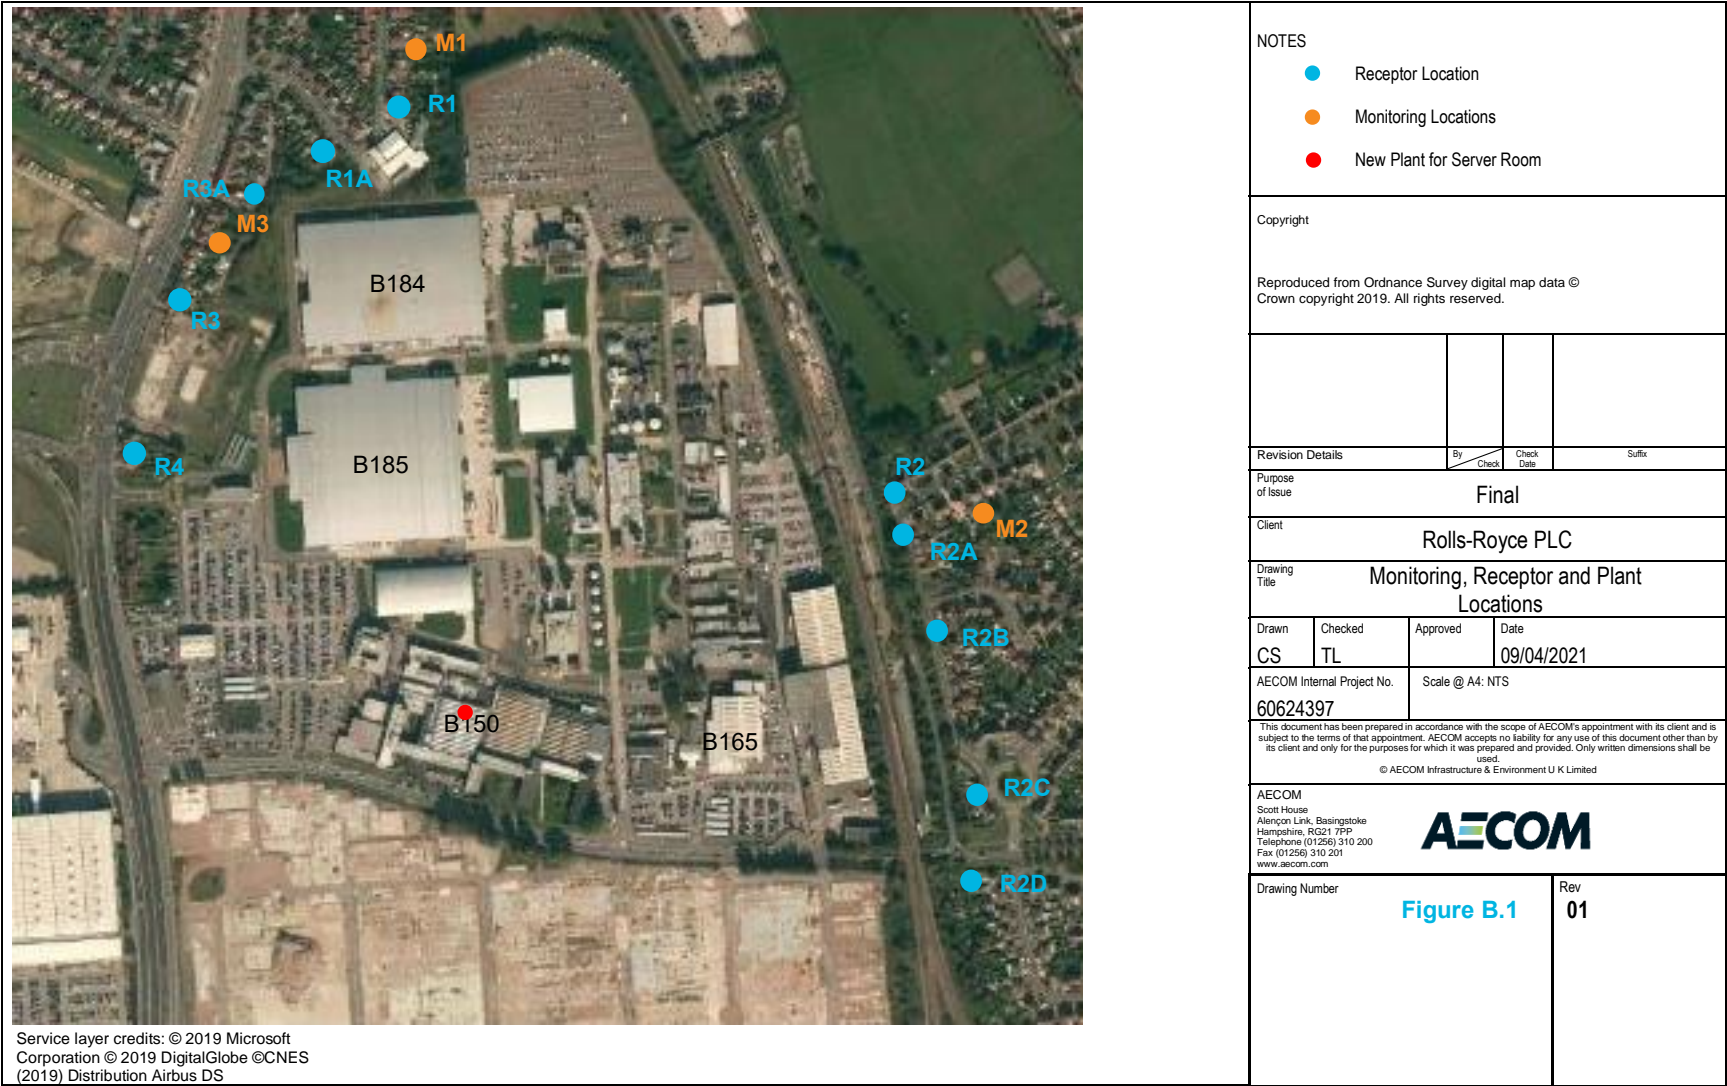 M1
R1
R1A
R3A
M3
B184
R3
B185
R4
R2
M2
R2A
R2B
B150
B165
R2C
R2D
Service layer credits: © 2019 Microsoft
Corporation © 2019 DigitalGlobe ©CNES
(2019) Distribution Airbus DS
NOTES
Receptor Location
Monitoring Locations
New Plant for Server Room
Copyright
Reproduced from Ordnance Survey digital map data ©
Crown copyright 2019. All rights reserved.
Revision Details
By
Check
Check
Date
Suffix
Purpose
of Issue
Final
Client
Rolls-Royce PLC
Drawing
Title
Monitoring, Receptor and Plant
Locations
Drawn
CS
Checked
TL
Approved
Date
09/04/2021
AECOM Internal Project No.
60624397
Scale @ A4: NTS
This document has been prepared in accordance with the scope of AECOM's appointment with its client and is
subject to the terms of that appointment. AECOM accepts no liability for any use of this document other than by
its client and only for the purposes for which it was prepared and provided. Only written dimensions shall be
used.
© AECOM Infrastructure & Environment U K Limited
AECOM
Scott House
Alençon Link, Basingstoke
Hampshire, RG21 7PP
Telephone (01256) 310 200
Fax (01256) 310 201
www.aecom.com
AECOM
Drawing Number
Figure B.1
Rev
01